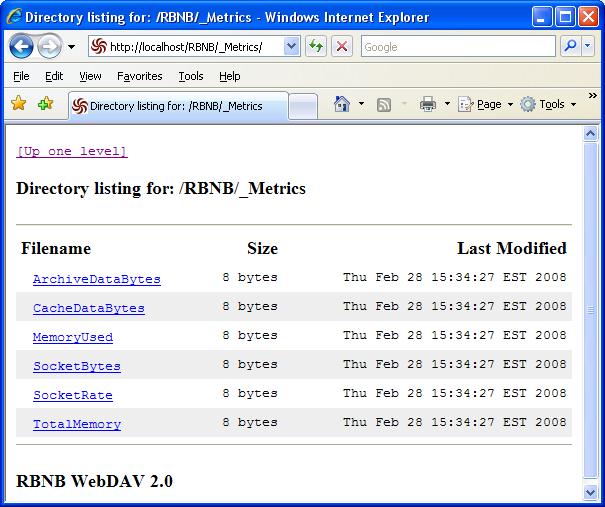 Directory listing for: /RBNB/_Metrics - Windows Internet Explorer
http://localhost/RBNB/_Metrics/ Google
File Edit View Favorites Tools Help
Directory listing for: /RBNB/_Metrics Page Tools »
[Up one level]
Directory listing for: /RBNB/_Metrics
Filename Size Last Modified
ArchiveDataBytes 8 bytes Thu Feb 28 15:34:27 EST 2008
CacheDataBytes 8 bytes Thu Feb 28 15:34:27 EST 2008
MemoryUsed 8 bytes Thu Feb 28 15:34:27 EST 2008
SocketBytes 8 bytes Thu Feb 28 15:34:27 EST 2008
SocketRate 8 bytes Thu Feb 28 15:34:27 EST 2008
TotalMemory 8 bytes Thu Feb 28 15:34:27 EST 2008
RBNB WebDAV 2.0